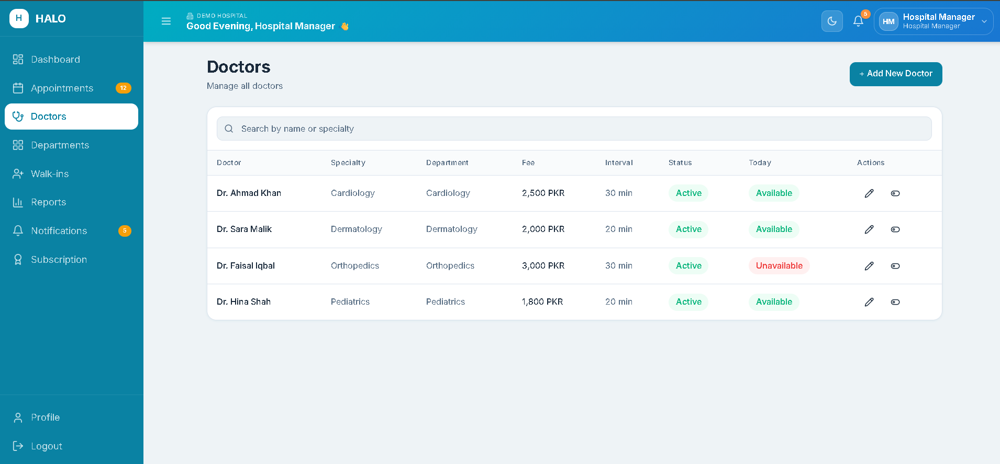 H HALO
Dashboard
Appointments 12
Doctors
Departments
Walk-ins
Reports
Notifications 5
Subscription
Profile
Logout
DEMO HOSPITAL
Good Evening, Hospital Manager 👋
5
HM
Hospital Manager
Hospital Manager
Doctors
Manage all doctors
+ Add New Doctor
Search by name or specialty
Doctor Specialty Department Fee Interval Status Today Actions
Dr. Ahmad Khan Cardiology Cardiology 2,500 PKR 30 min Active Available
Dr. Sara Malik Dermatology Dermatology 2,000 PKR 20 min Active Available
Dr. Faisal Iqbal Orthopedics Orthopedics 3,000 PKR 30 min Active Unavailable
Dr. Hina Shah Pediatrics Pediatrics 1,800 PKR 20 min Active Available